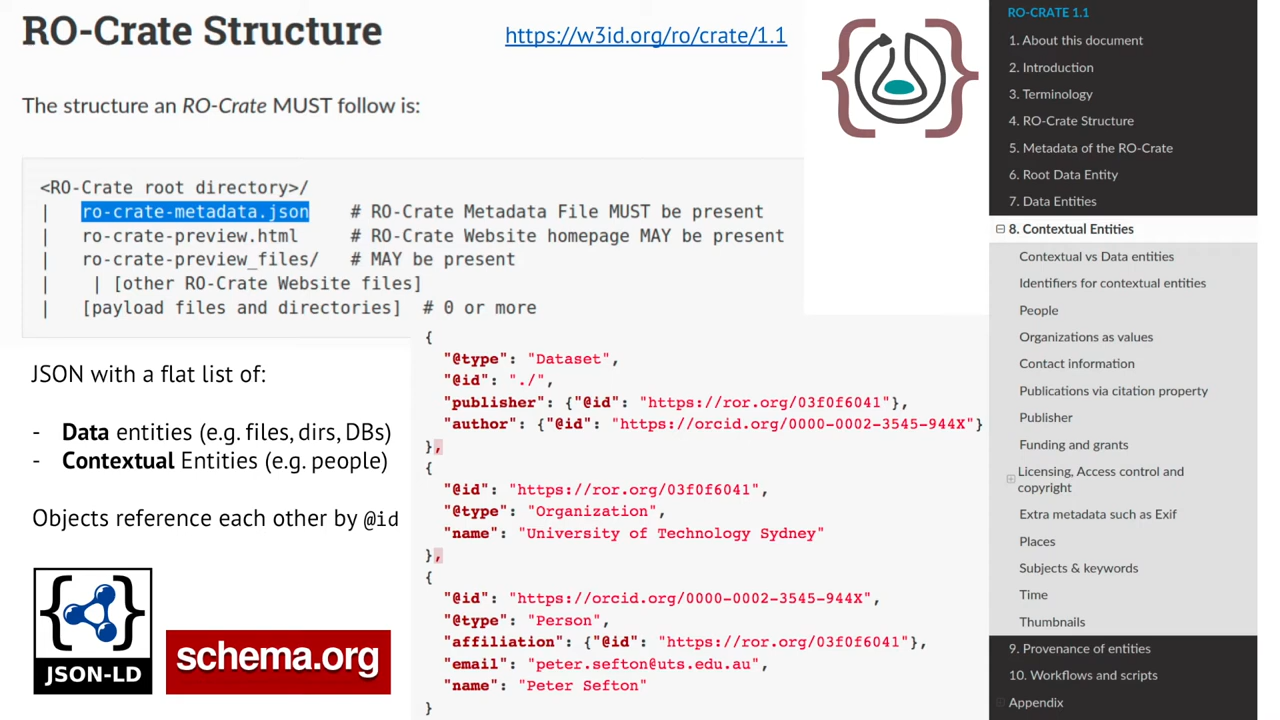 RO-Crate Structure
https://w3id.org/ro/crate/1.1
The structure an RO-Crate MUST follow is:
<RO-Crate root directory>/
| ro-crate-metadata.json # RO-Crate Metadata File MUST be present
| ro-crate-preview.html # RO-Crate Website homepage MAY be present
| ro-crate-preview_files/ # MAY be present
| | [other RO-Crate Website files]
| [payload files and directories] # 0 or more
JSON with a flat list of:
- Data entities (e.g. files, dirs, DBs)
- Contextual Entities (e.g. people)
Objects reference each other by @id
JSON-LD
schema.org
{
"@type": "Dataset",
"@id": "./",
"publisher": {"@id": "https://ror.org/03f0f6041"},
"author": {"@id": "https://orcid.org/0000-0002-3545-944X"}
},
{
"@id": "https://ror.org/03f0f6041",
"@type": "Organization",
"name": "University of Technology Sydney"
},
{
"@id": "https://orcid.org/0000-0002-3545-944X",
"@type": "Person",
"affiliation": {"@id": "https://ror.org/03f0f6041"},
"email": "peter.sefton@uts.edu.au",
"name": "Peter Sefton"
}
RO-CRATE 1.1
1. About this document
2. Introduction
3. Terminology
4. RO-Crate Structure
5. Metadata of the RO-Crate
6. Root Data Entity
7. Data Entities
8. Contextual Entities
Contextual vs Data entities
Identifiers for contextual entities
People
Organizations as values
Contact information
Publications via citation property
Publisher
Funding and grants
Licensing, Access control and
copyright
Extra metadata such as Exif
Places
Subjects & keywords
Time
Thumbnails
9. Provenance of entities
10. Workflows and scripts
Appendix